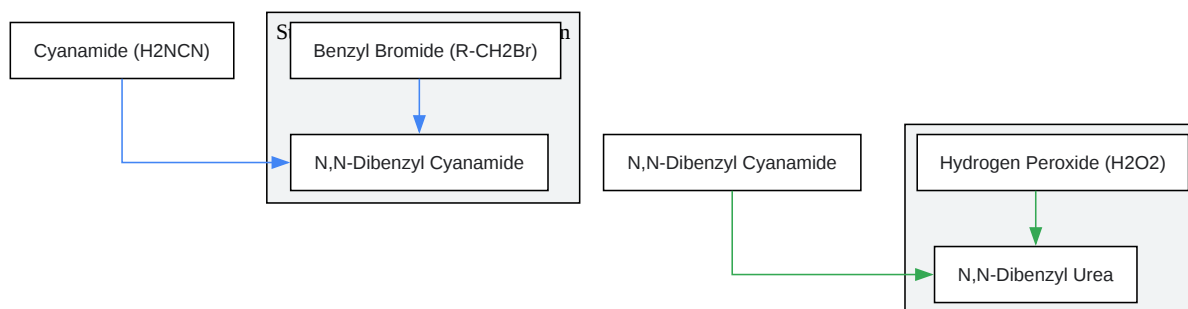 Cyanamide (H2NCN)
Benzyl Bromide (R-CH2Br)
N,N-Dibenzyl Cyanamide
N,N-Dibenzyl Cyanamide
Hydrogen Peroxide (H2O2)
N,N-Dibenzyl Urea